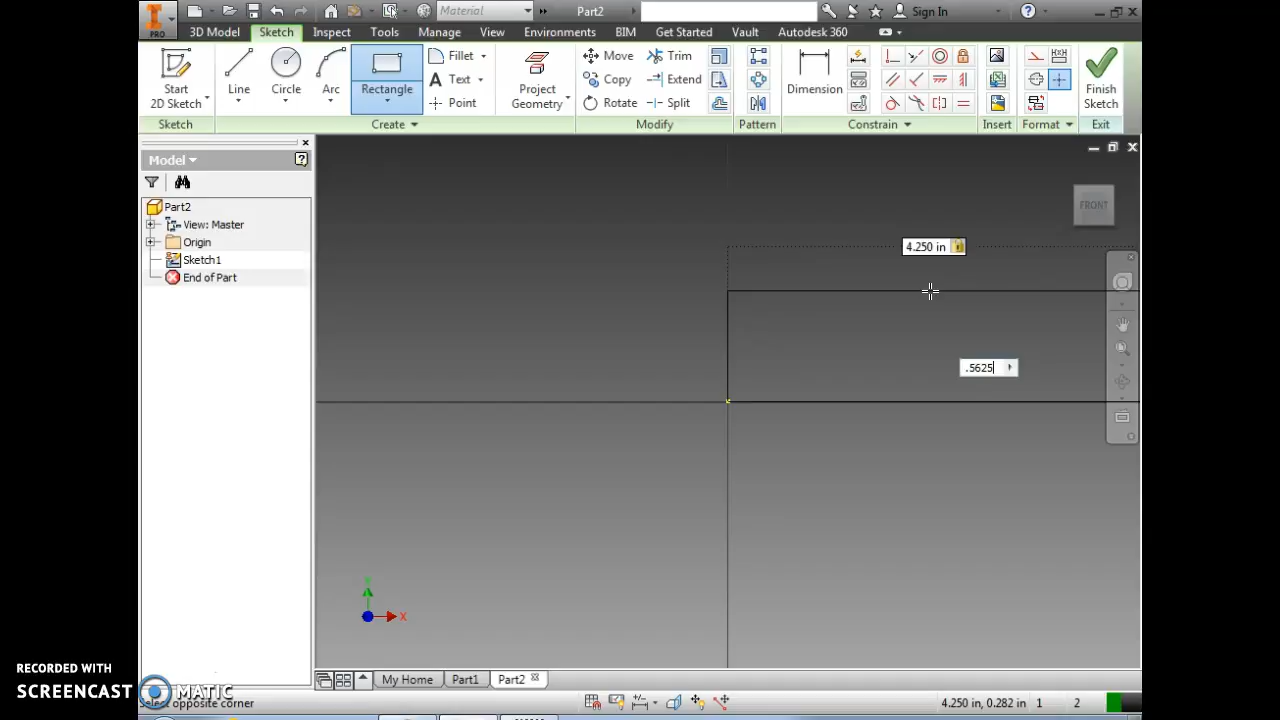 Material
Part2
Sign In
PRO
3D Model
Sketch
Inspect
Tools
Manage
View
Environments
BIM
Get Started
Vault
Autodesk 360
Start
2D Sketch
Line
Circle
Arc
Rectangle
Fillet
Text
Point
Project
Geometry
Move
Copy
Rotate
Trim
Extend
Split
Dimension
Finish
Sketch
Sketch
Create
Modify
Pattern
Constrain
Insert
Format
Exit
Model
Part2
View: Master
Origin
Sketch1
End of Part
FRONT
4.250 in
.5625
X
My Home
Part1
Part2
RECORDED WITH
SCREENCAST MATIC
Select opposite corner
4.250 in, 0.282 in 1 2